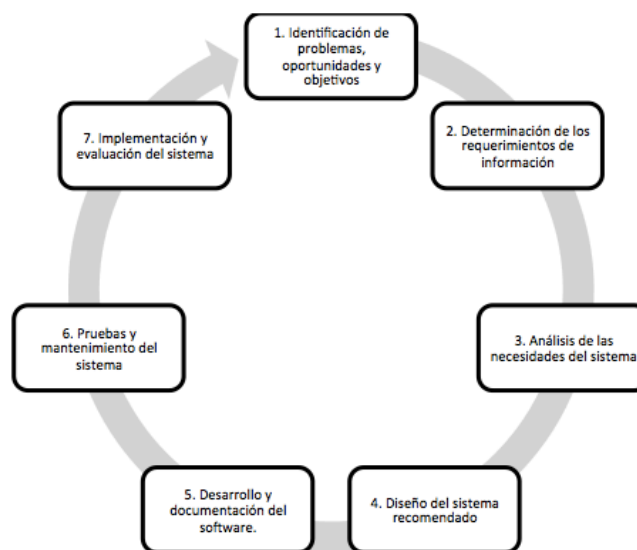 1. Identificación de
problemas,
oportunidades y
objetivos
2. Determinación de los
requerimientos de
información
3. Análisis de las
necesidades del sistema
4. Diseño del sistema
recomendado
5. Desarrollo y
documentación del
software.
6. Pruebas y
mantenimiento del
sistema
7. Implementación y
evaluación del sistema